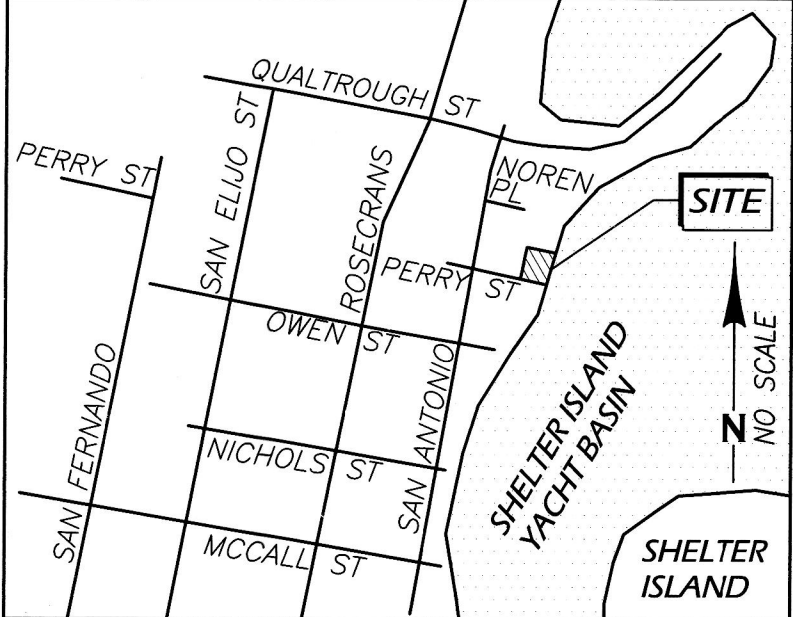 QUALTROUGH ST
PERRY ST
SAN ELIJO ST
ROSECRANS
NOREN
PL
SITE
PERRY ST
OWEN ST
SAN FERNANDO
SAN ANTONIO
NICHOLS ST
MCCALL ST
SHELTER ISLAND
YACHT BASIN
N
NO SCALE
SHELTER
ISLAND